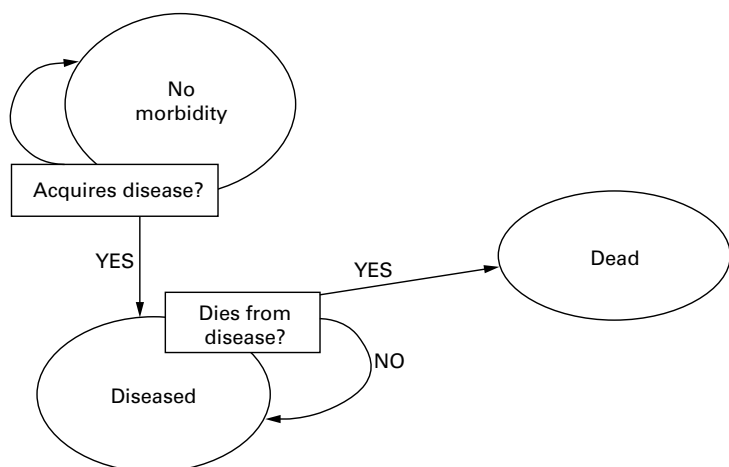 No
morbidity
Acquires disease?
YES
YES
Dead
Dies from
disease?
NO
Diseased